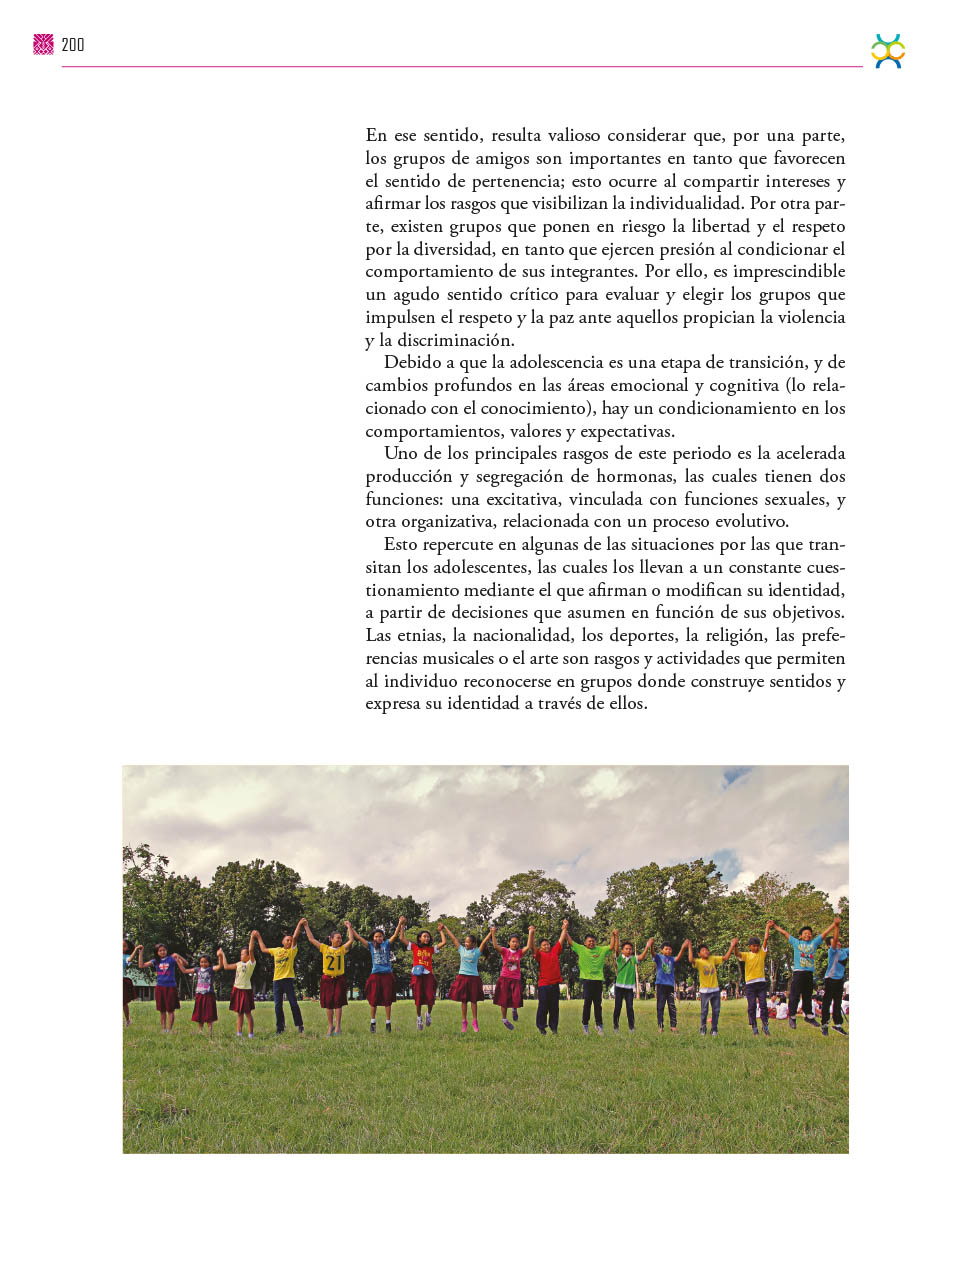 200
En ese sentido, resulta valioso considerar que, por una parte,
los grupos de amigos son importantes en tanto que favorecen
el sentido de pertenencia; esto ocurre al compartir intereses y
afirmar los rasgos que visibilizan la individualidad. Por otra par-
te, existen grupos que ponen en riesgo la libertad y el respeto
por la diversidad, en tanto que ejercen presión al condicionar el
comportamiento de sus integrantes. Por ello, es imprescindible
un agudo sentido crítico para evaluar y elegir los grupos que
impulsen el respeto y la paz ante aquellos propician la violencia
y la discriminación.
Debido a que la adolescencia es una etapa de transición, y de
cambios profundos en las áreas emocional y cognitiva (lo rela-
cionado con el conocimiento), hay un condicionamiento en los
comportamientos, valores y expectativas.
Uno de los principales rasgos de este periodo es la acelerada
producción y segregación de hormonas, las cuales tienen dos
funciones: una excitativa, vinculada con funciones sexuales, y
otra organizativa, relacionada con un proceso evolutivo.
Esto repercute en algunas de las situaciones por las que tran-
sitan los adolescentes, las cuales los llevan a un constante cues-
tionamiento mediante el que afirman o modifican su identidad,
a partir de decisiones que asumen en función de sus objetivos.
Las etnias, la nacionalidad, los deportes, la religión, las prefe-
rencias musicales o el arte son rasgos y actividades que permiten
al individuo reconocerse en grupos donde construye sentidos y
expresa su identidad a través de ellos.
21